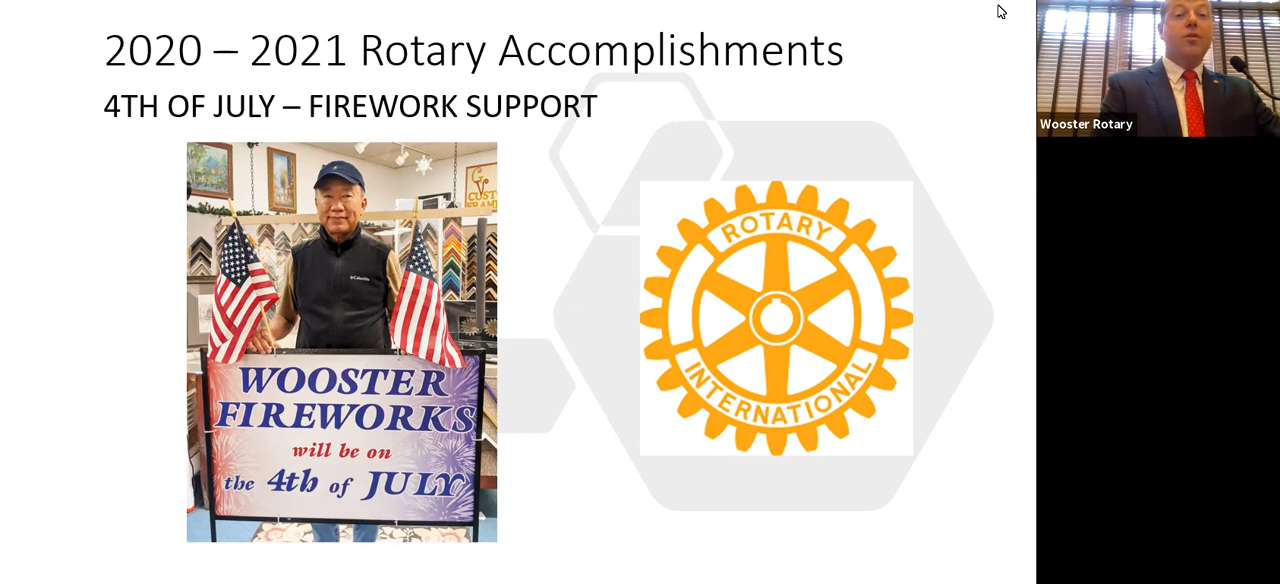 2020 – 2021 Rotary Accomplishments
4TH OF JULY – FIREWORK SUPPORT
Columbia
WOOSTER
FIREWORKS
will be on
the 4th of JULY
ROTARY
INTERNATIONAL
Wooster Rotary